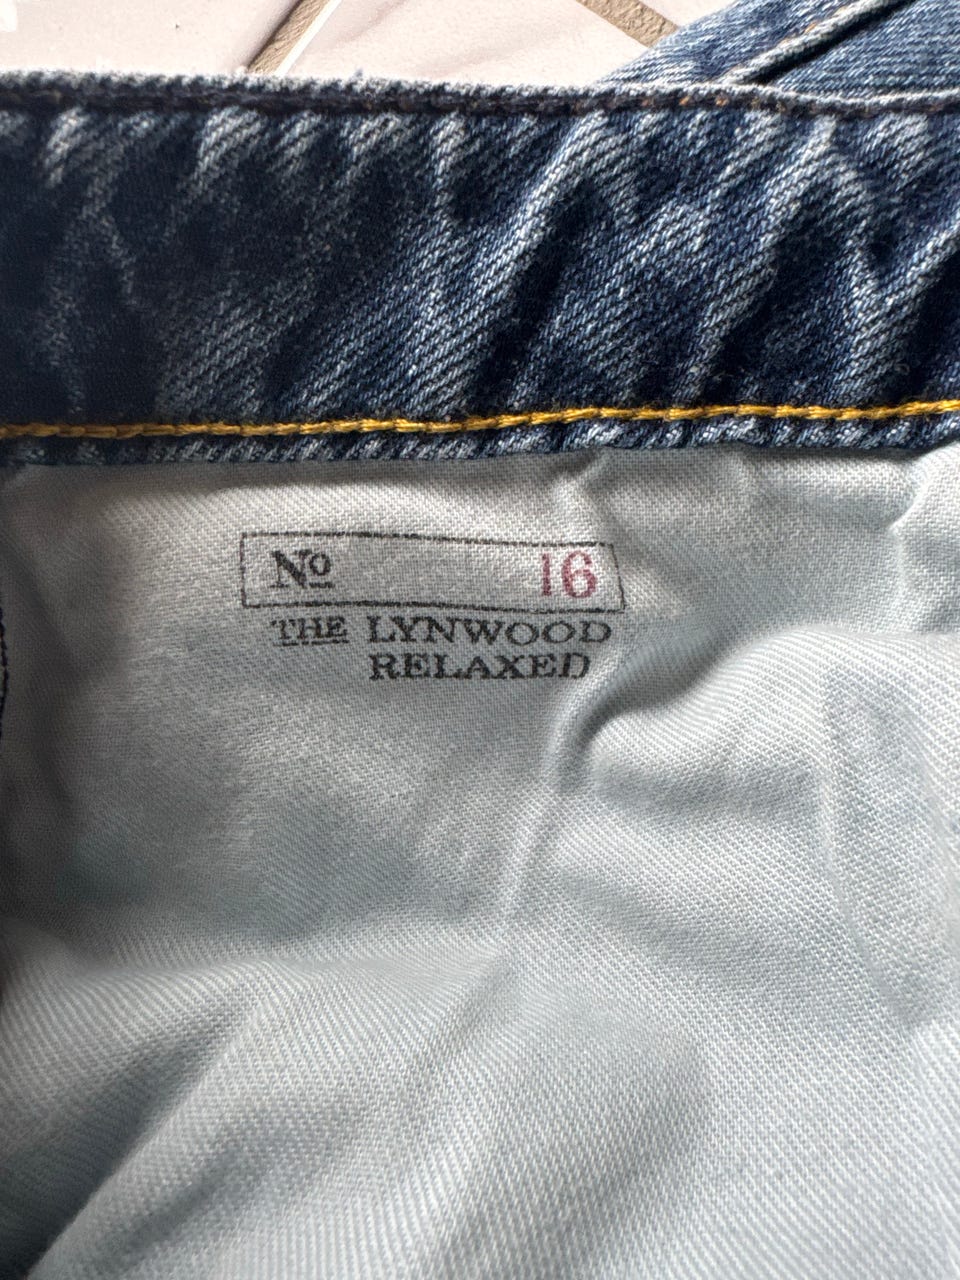 No 16
THE LYNWOOD
RELAXED